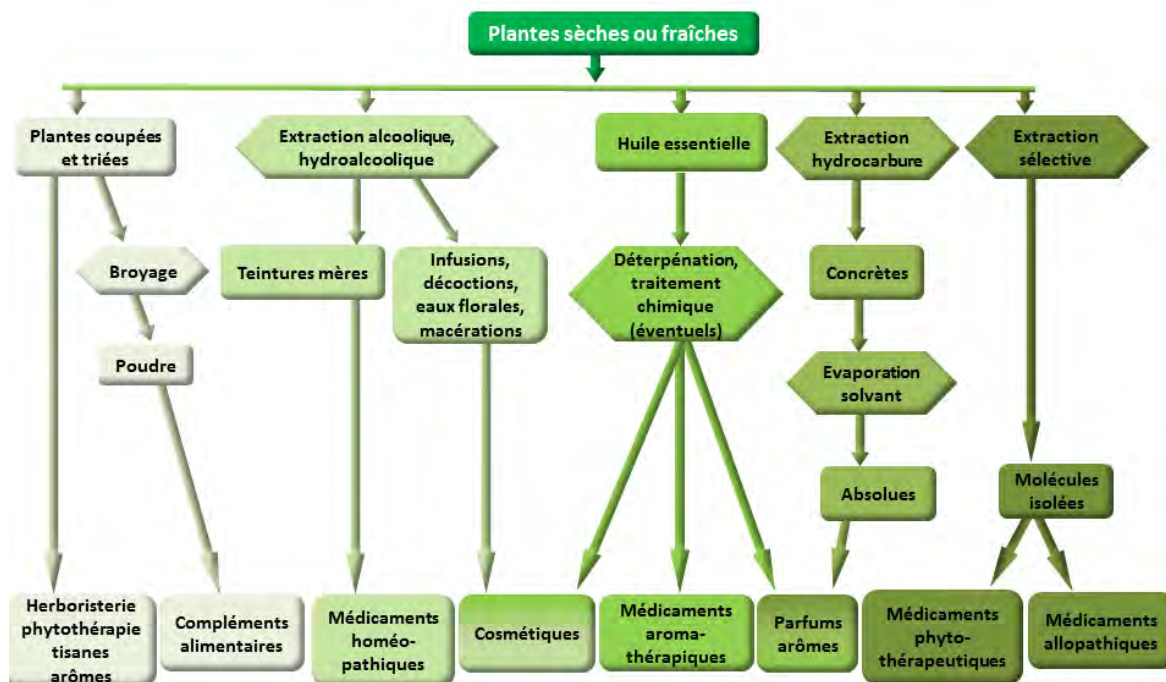 Plantes sèches ou fraîches
Plantes coupées
et triées
Extraction alcoolique,
hydroalcoolique
Huile essentielle
Extraction
hydrocarbure
Extraction
sélective
Broyage
Teintures mères
Infusions,
décoctions,
eaux florales,
macérations
Déterpénation,
traitement
chimique
(éventuels)
Concrètes
Poudre
Evaporation
solvant
Absolues
Molécules
isolées
Herboristerie
phytothérapie
tisanes
arômes
Compléments
alimentaires
Médicaments
homéo-
pathiques
Cosmétiques
Médicaments
aroma-
thérapiques
Parfums
arômes
Médicaments
phyto-
thérapeutiques
Médicaments
allopathiques